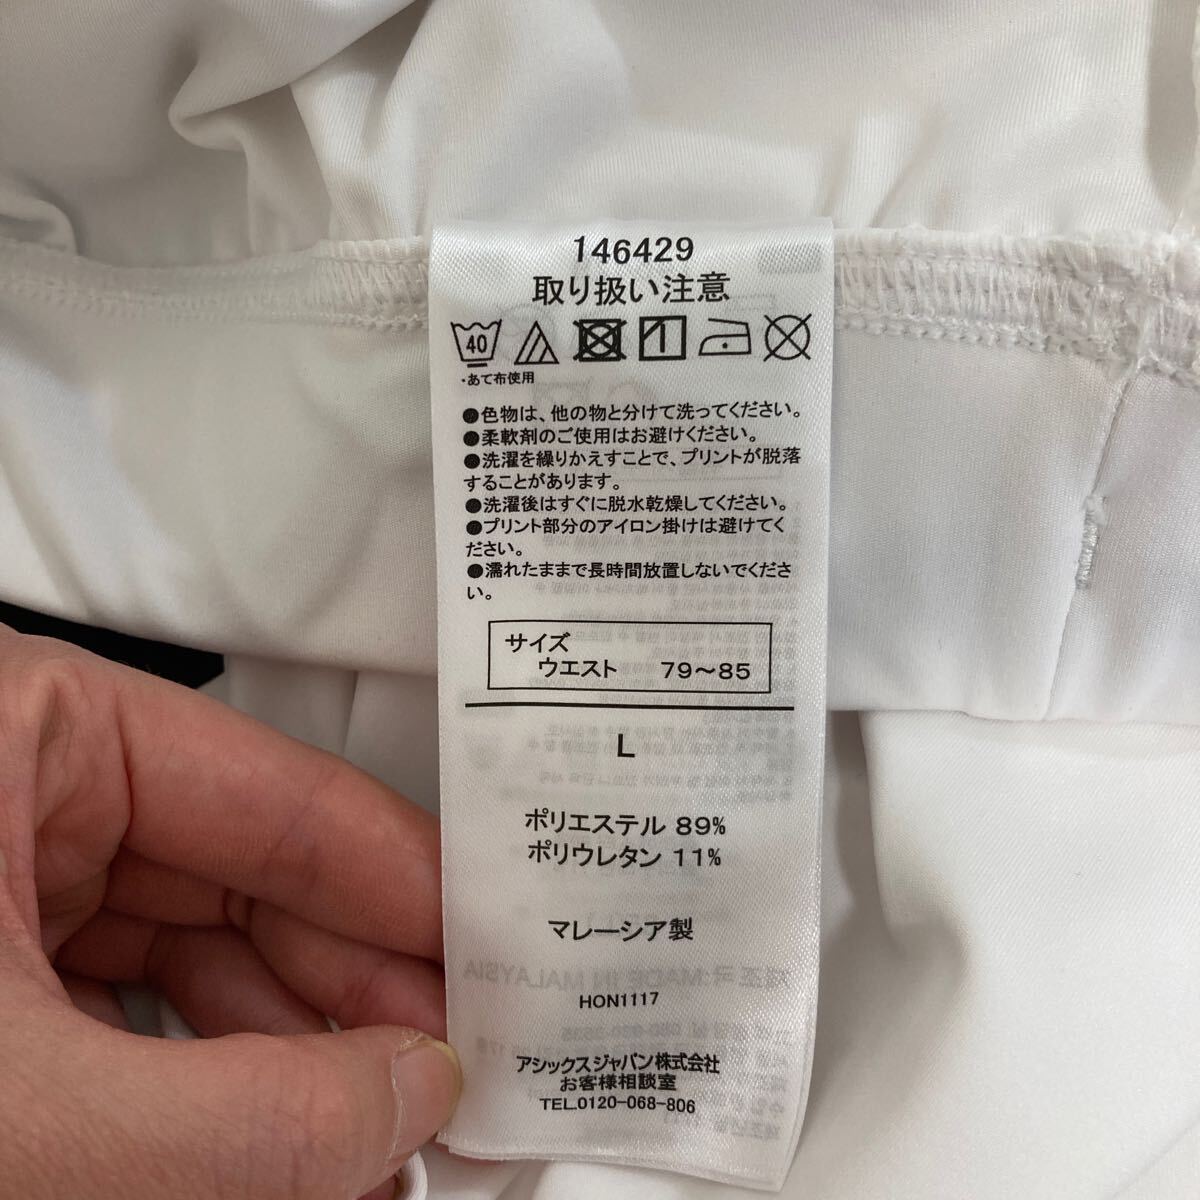 146429
取り扱い注意
40
・あて布使用
●色物は、他の物と分けて洗ってください。
●柔軟剤のご使用はお避けください。
●洗濯を繰りかえすことで、プリントが脱落
することがあります。
●洗濯後はすぐに脱水乾燥してください。
●プリント部分のアイロン掛けは避けてく
ださい。
●濡れたままで長時間放置しないでくださ
い。
サイズ
ウエスト 79～85
L
ポリエステル 89%
ポリウレタン 11%
マレーシア製
HON1117
アシックスジャパン株式会社
お客様相談室
TEL.0120-068-806